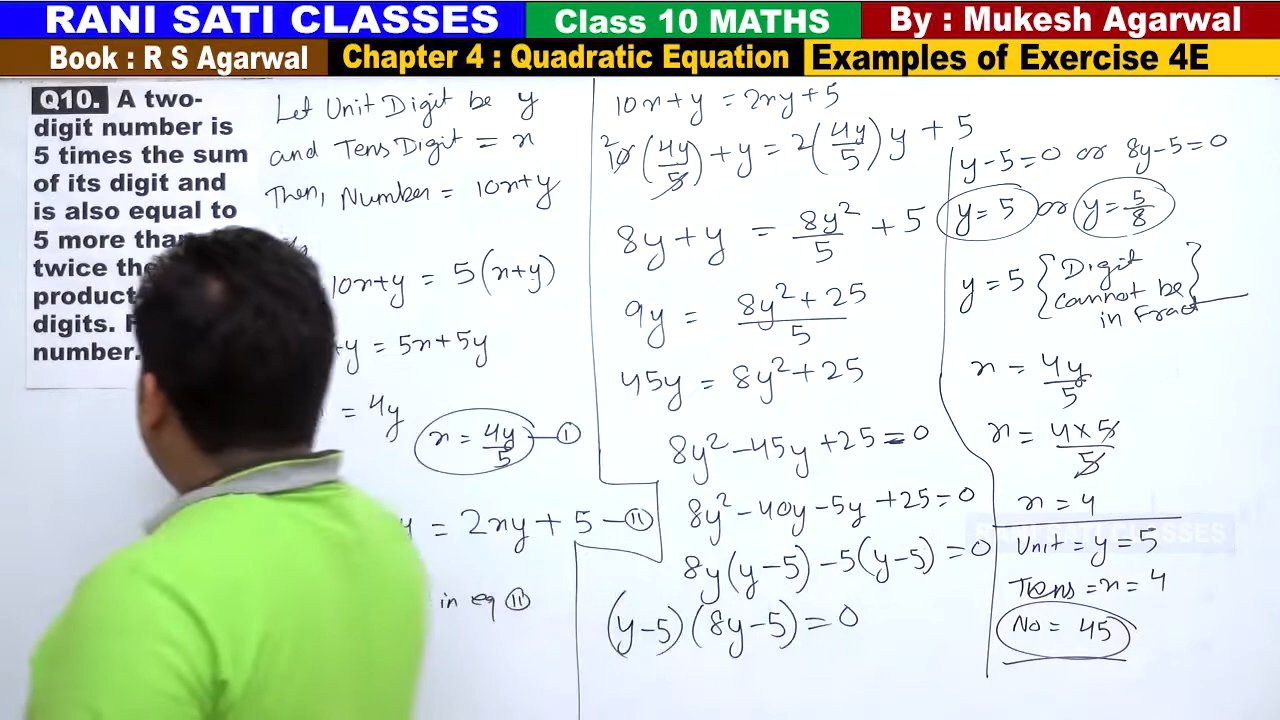 RANI SATI CLASSES
Class 10 MATHS
By : Mukesh Agarwal
Book : R S Agarwal
Chapter 4 : Quadratic Equation
Examples of Exercise 4E
Q10. A two-
digit number is
5 times the sum
of its digit and
is also equal to
5 more
twice
product
digits.
number.
Let Unit Digit be y
and Tens Digit = x
Then, Number = 10x+y
10x+y = 5(x+y)
+y = 5x+5y
= 4y
x = 4y/5 — (I)
= 2xy + 5 — (II)
in eq (II)
10x+y = 2xy+5
2
10(4y/5) + y = 2(4y/5)y + 5
8y+y = 8y²/5 + 5
9y = 8y²+25/5
45y = 8y²+25
8y²-45y+25=0
8y²-40y-5y+25=0
8y(y-5)-5(y-5)=0
(y-5)(8y-5)=0
y-5=0 or 8y-5=0
y=5 or y=5/8
y=5 {Digit
cannot be}
in Fract
x = 4y/5
x = 4×5/5
x = 4
RANI SATI CLASSES
Unit = y = 5
Tens = x = 4
No = 45